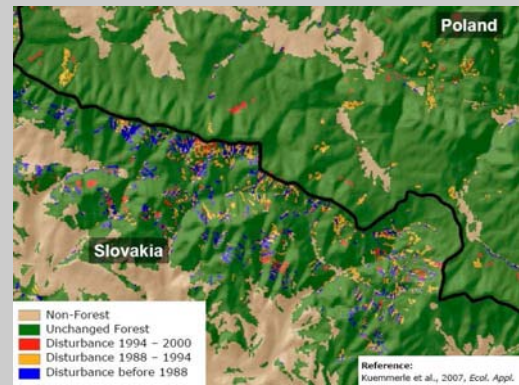 Poland
Slovakia
Non-Forest
Unchanged Forest
Disturbance 1994 – 2000
Disturbance 1988 – 1994
Disturbance before 1988
Reference:
Kuemmerle et al., 2007, Ecol. Appl.